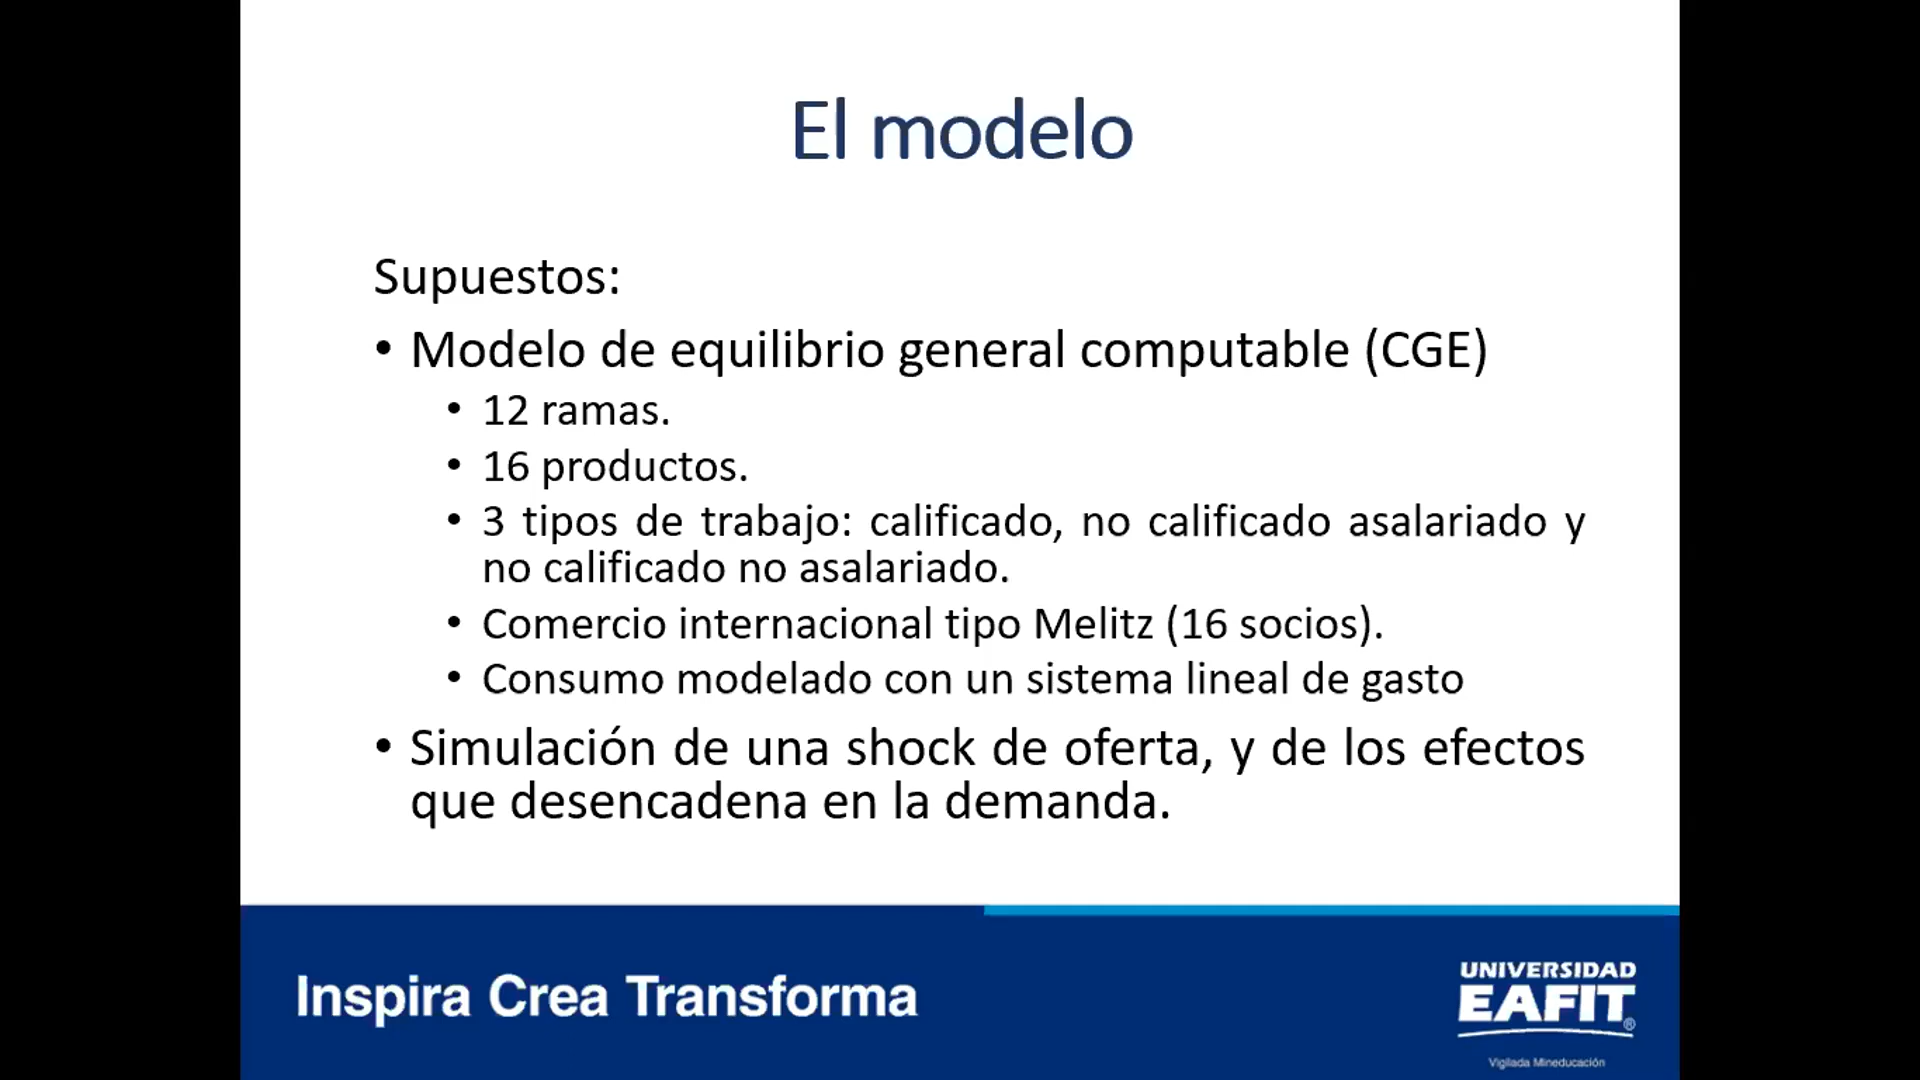 El modelo
Supuestos:
• Modelo de equilibrio general computable (CGE)
• 12 ramas.
• 16 productos.
• 3 tipos de trabajo: calificado, no calificado asalariado y
no calificado no asalariado.
• Comercio internacional tipo Melitz (16 socios).
• Consumo modelado con un sistema lineal de gasto
• Simulación de una shock de oferta, y de los efectos
que desencadena en la demanda.
Inspira Crea Transforma
UNIVERSIDAD
EAFIT®
Vigilada Mineducación